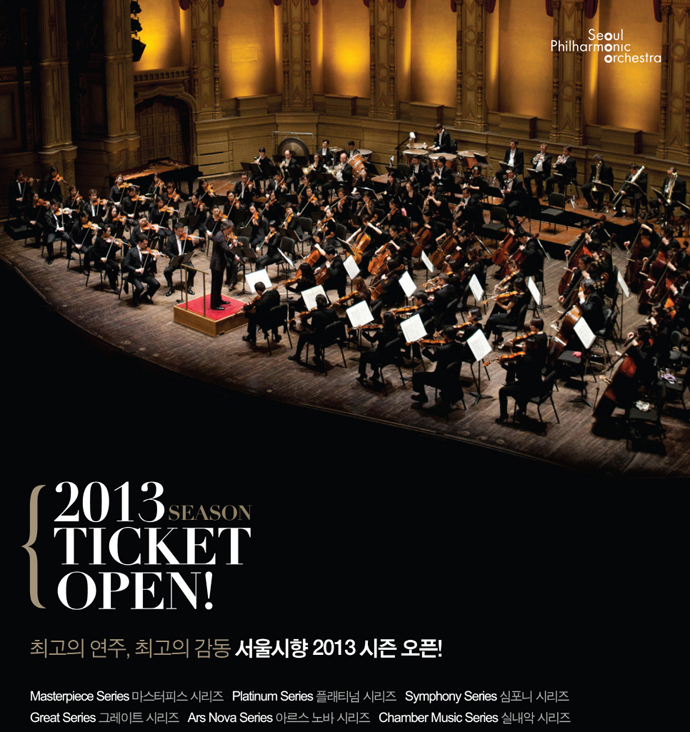 Seoul
Philharmonic
Orchestra
2013 SEASON
TICKET
OPEN!
최고의 연주, 최고의 감동 서울시향 2013 시즌 오픈!
Masterpiece Series 마스터피스 시리즈 Platinum Series 플래티넘 시리즈 Symphony Series 심포니 시리즈
Great Series 그레이트 시리즈 Ars Nova Series 아르스 노바 시리즈 Chamber Music Series 실내악 시리즈